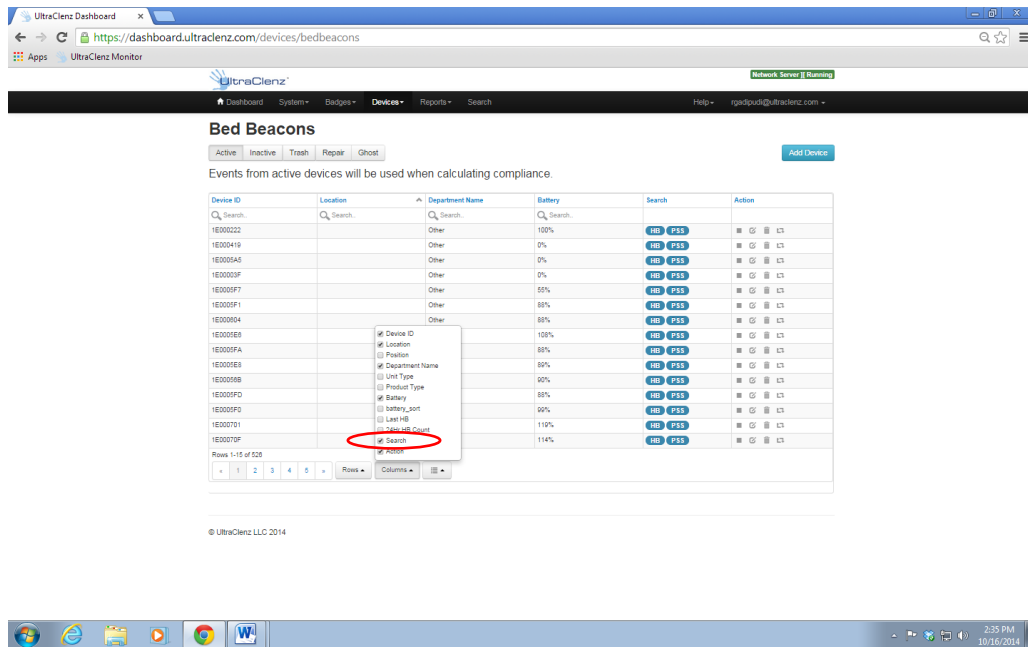 UltraClenz Dashboard
https://dashboard.ultraclenz.com/devices/bedbeacons
Apps UltraClenz Monitor
UltraClenz
Network Server ][ Running
Dashboard System Badges Devices Reports Search Help rgadipudi@ultraclenz.com
Bed Beacons
Active Inactive Trash Repair Ghost Add Device
Events from active devices will be used when calculating compliance.
Device ID Location Department Name Battery Search Action
Search.. Search.. Search.. Search..
1E000222 Other 100% HB PSS
1E000419 Other 0% HB PSS
1E0005A5 Other 0% HB PSS
1E00003F Other 0% HB PSS
1E0005F7 Other 55% HB PSS
1E0005F1 Other 88% HB PSS
1E000604 Other 88% HB PSS
1E0005E6 108% HB PSS
1E0005FA 88% HB PSS
1E0005E8 89% HB PSS
1E00056B 90% HB PSS
1E0005FD 88% HB PSS
1E0005F0 99% HB PSS
1E000701 119% HB PSS
1E00070F 114% HB PSS
Device ID
Location
Position
Department Name
Unit Type
Product Type
Battery
battery_sort
Last HB
24Hr HB Count
Search
Action
Rows 1-15 of 526
« 1 2 3 4 5 » Rows Columns
© UltraClenz LLC 2014
2:35 PM
10/16/2014